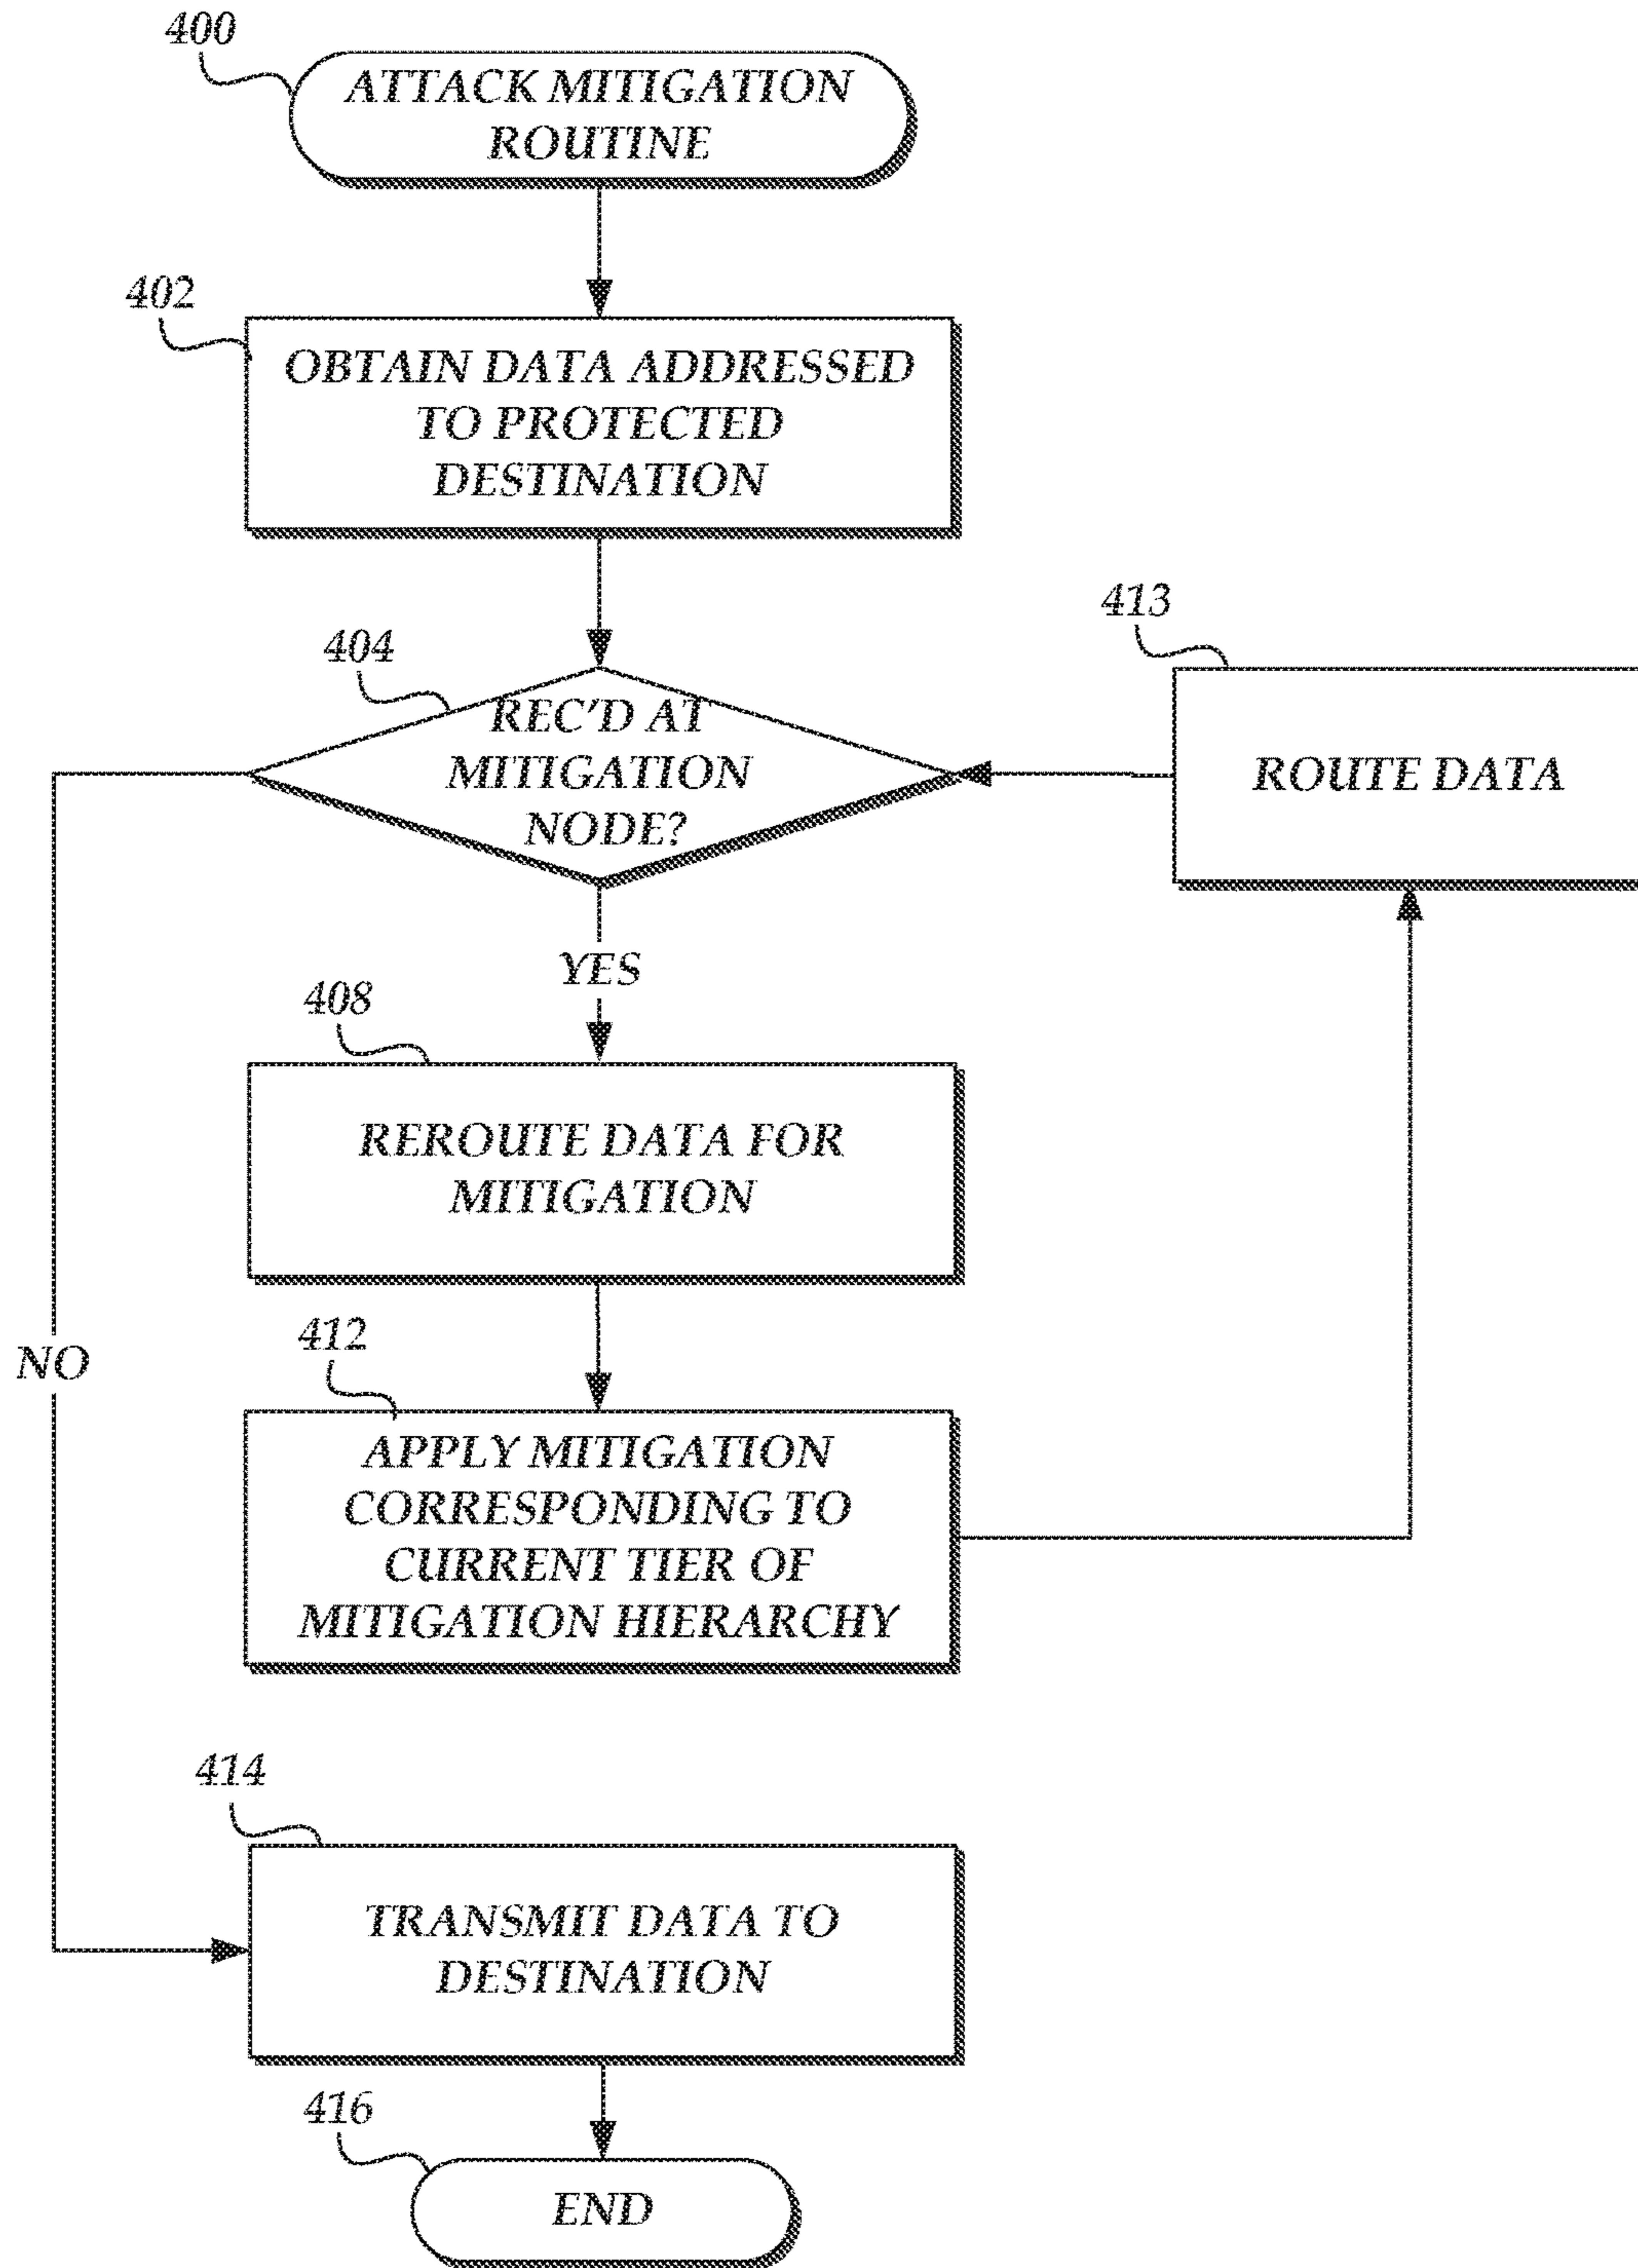 400
ATTACK MITIGATION
ROUTINE
402
OBTAIN DATA ADDRESSED
TO PROTECTED
DESTINATION
404
REC'D AT
MITIGATION
NODE?
413
ROUTE DATA
YES
408
REROUTE DATA FOR
MITIGATION
NO
412
APPLY MITIGATION
CORRESPONDING TO
CURRENT TIER OF
MITIGATION HIERARCHY
414
TRANSMIT DATA TO
DESTINATION
416
END